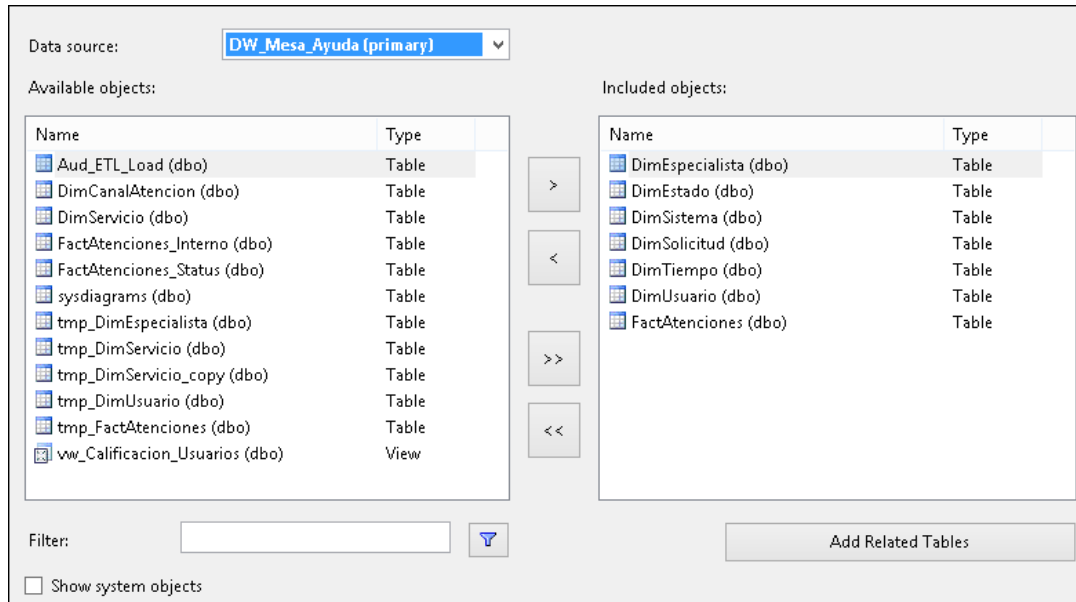 Data source: DW_Mesa_Ayuda (primary)
Available objects:
Name Type
Aud_ETL_Load (dbo) Table
DimCanalAtencion (dbo) Table
DimServicio (dbo) Table
FactAtenciones_Interno (dbo) Table
FactAtenciones_Status (dbo) Table
sysdiagrams (dbo) Table
tmp_DimEspecialista (dbo) Table
tmp_DimServicio (dbo) Table
tmp_DimServicio_copy (dbo) Table
tmp_DimUsuario (dbo) Table
tmp_FactAtenciones (dbo) Table
vw_Calificacion_Usuarios (dbo) View
>
<
>>
<<
Included objects:
Name Type
DimEspecialista (dbo) Table
DimEstado (dbo) Table
DimSistema (dbo) Table
DimSolicitud (dbo) Table
DimTiempo (dbo) Table
DimUsuario (dbo) Table
FactAtenciones (dbo) Table
Filter:
Add Related Tables
Show system objects